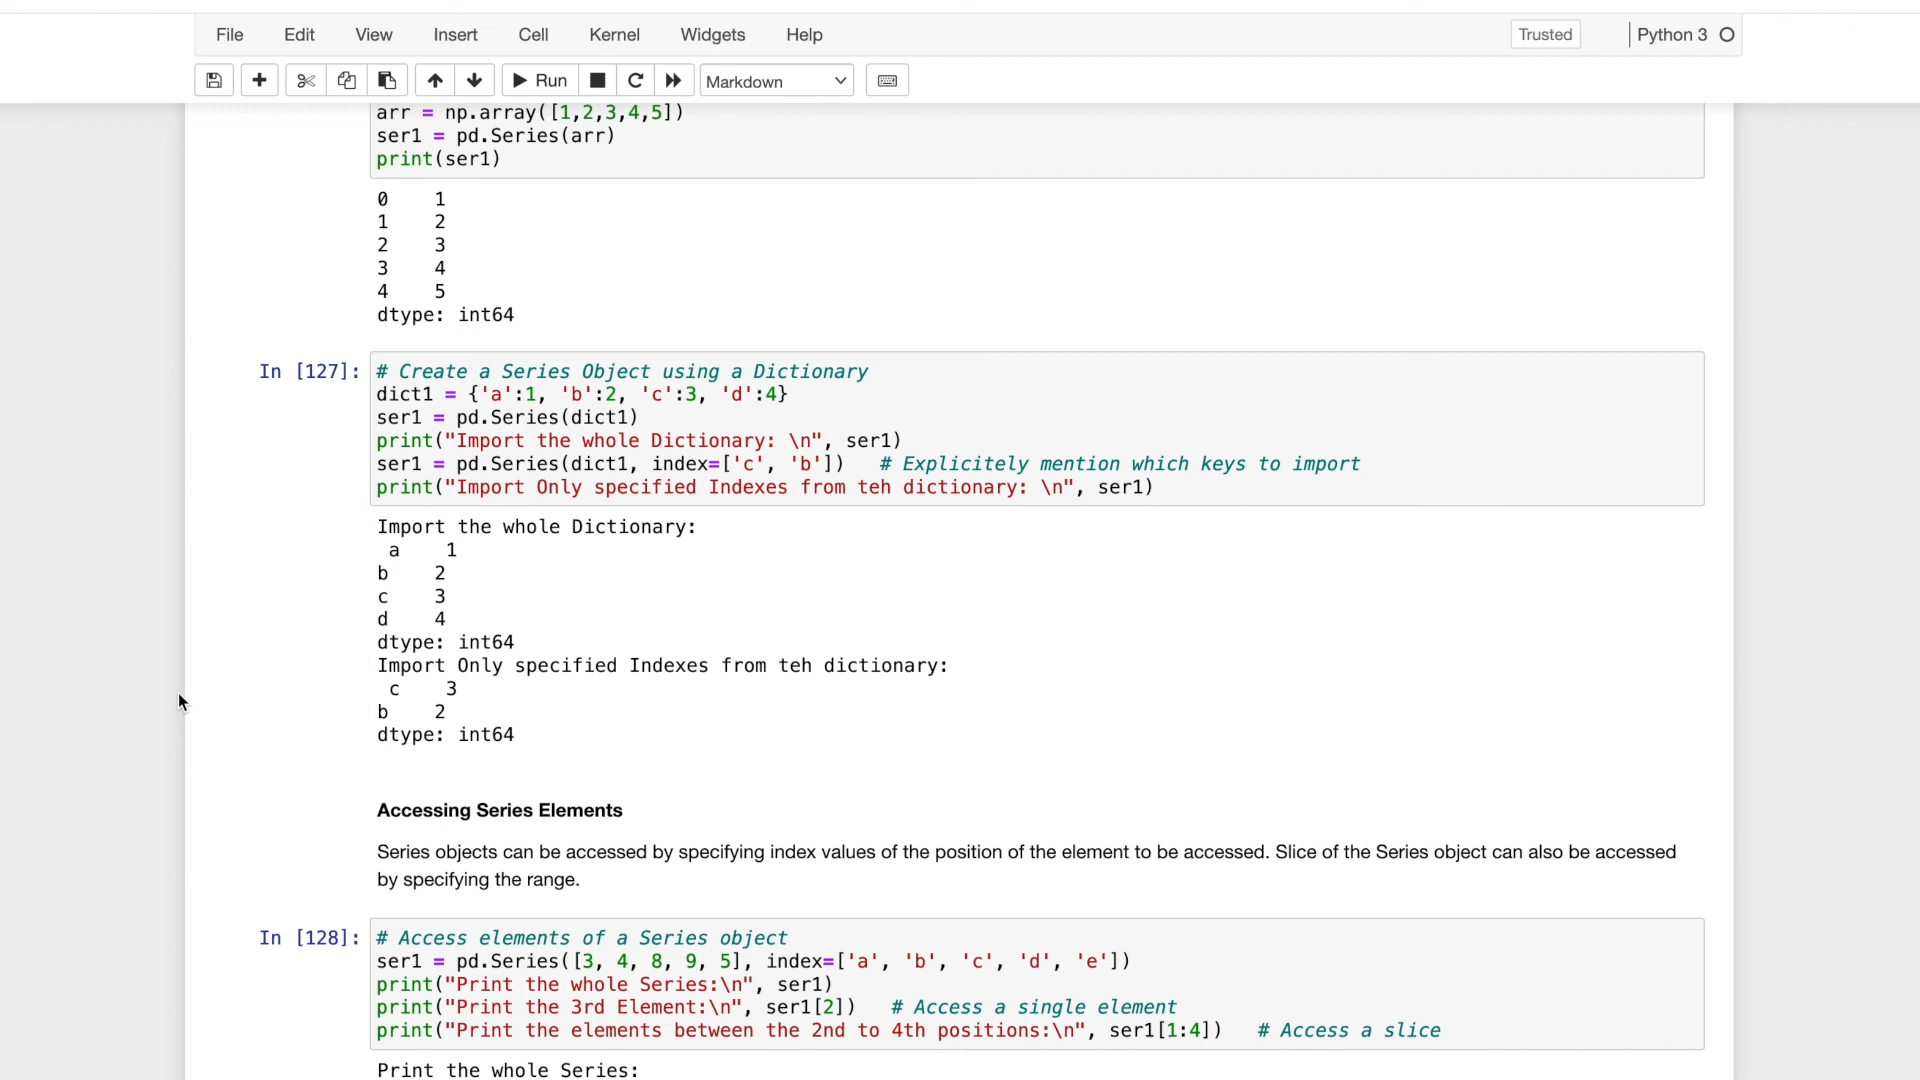 File Edit View Insert Cell Kernel Widgets Help Trusted Python 3
Run Markdown
arr = np.array([1,2,3,4,5])
ser1 = pd.Series(arr)
print(ser1)
0 1
1 2
2 3
3 4
4 5
dtype: int64
In [127]: # Create a Series Object using a Dictionary
dict1 = {'a':1, 'b':2, 'c':3, 'd':4}
ser1 = pd.Series(dict1)
print("Import the whole Dictionary: \n", ser1)
ser1 = pd.Series(dict1, index=['c', 'b']) # Explicitely mention which keys to import
print("Import Only specified Indexes from teh dictionary: \n", ser1)
Import the whole Dictionary:
a 1
b 2
c 3
d 4
dtype: int64
Import Only specified Indexes from teh dictionary:
c 3
b 2
dtype: int64
Accessing Series Elements
Series objects can be accessed by specifying index values of the position of the element to be accessed. Slice of the Series object can also be accessed
by specifying the range.
In [128]: # Access elements of a Series object
ser1 = pd.Series([3, 4, 8, 9, 5], index=['a', 'b', 'c', 'd', 'e'])
print("Print the whole Series:\n", ser1)
print("Print the 3rd Element:\n", ser1[2]) # Access a single element
print("Print the elements between the 2nd to 4th positions:\n", ser1[1:4]) # Access a slice
Print the whole Series: